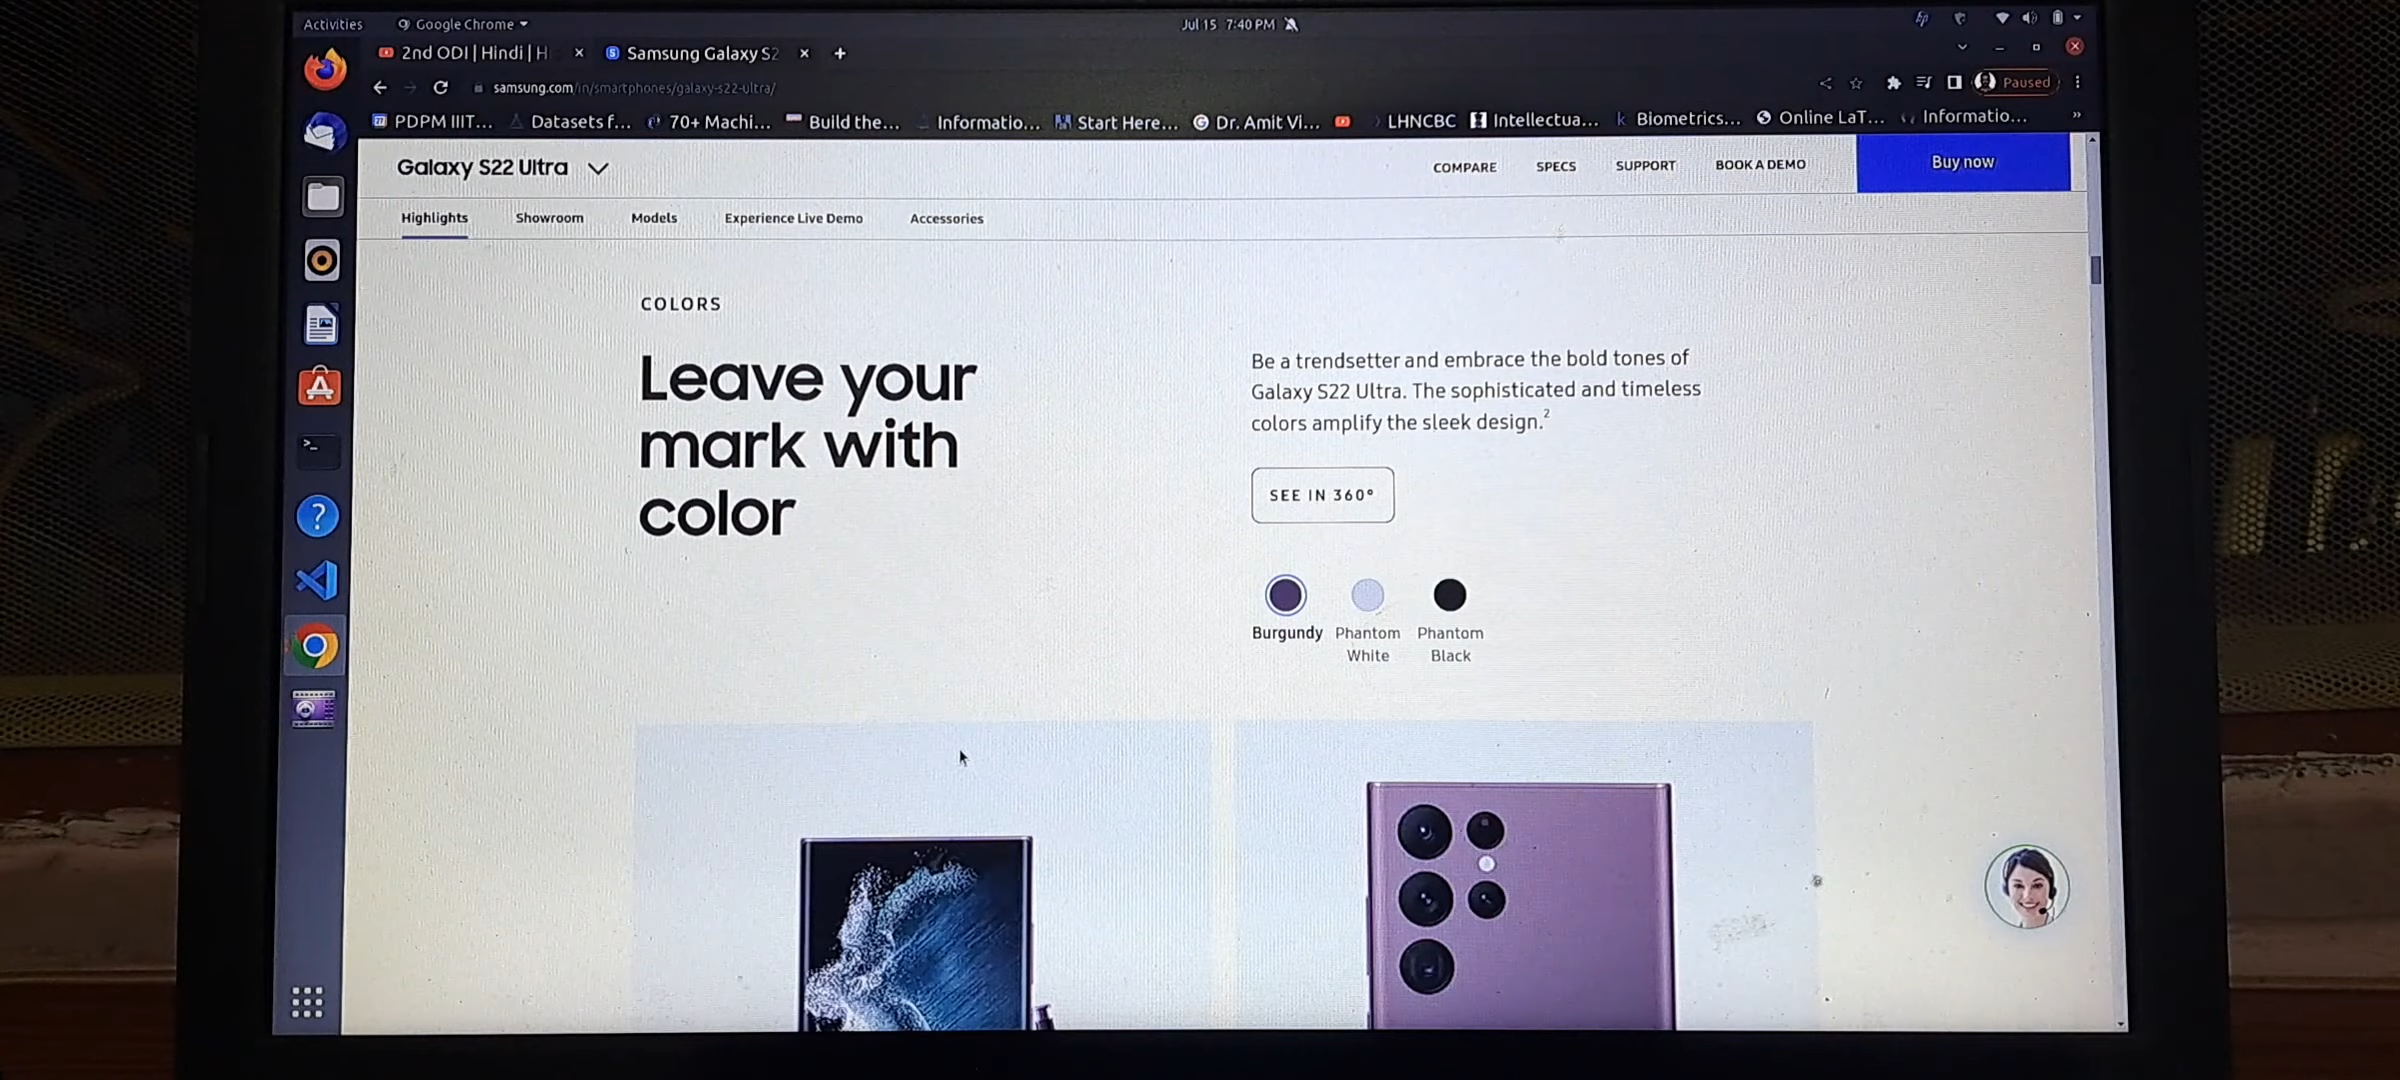 Activities Google Chrome Jul 15 7:40 PM
2nd ODI | Hindi | H Samsung Galaxy S2
samsung.com/in/smartphones/galaxy-s22-ultra/ Paused
PDPM IIIT... Datasets f... 70+ Machi... Build the... Informatio... Start Here... Dr. Amit Vi... LHNCBC Intellectua... Biometrics... Online LaT... Informatio... »
Galaxy S22 Ultra COMPARE SPECS SUPPORT BOOK A DEMO Buy now
Highlights Showroom Models Experience Live Demo Accessories
COLORS
Leave your
mark with
color
Be a trendsetter and embrace the bold tones of
Galaxy S22 Ultra. The sophisticated and timeless
colors amplify the sleek design.²
SEE IN 360°
Burgundy
Phantom
White
Phantom
Black